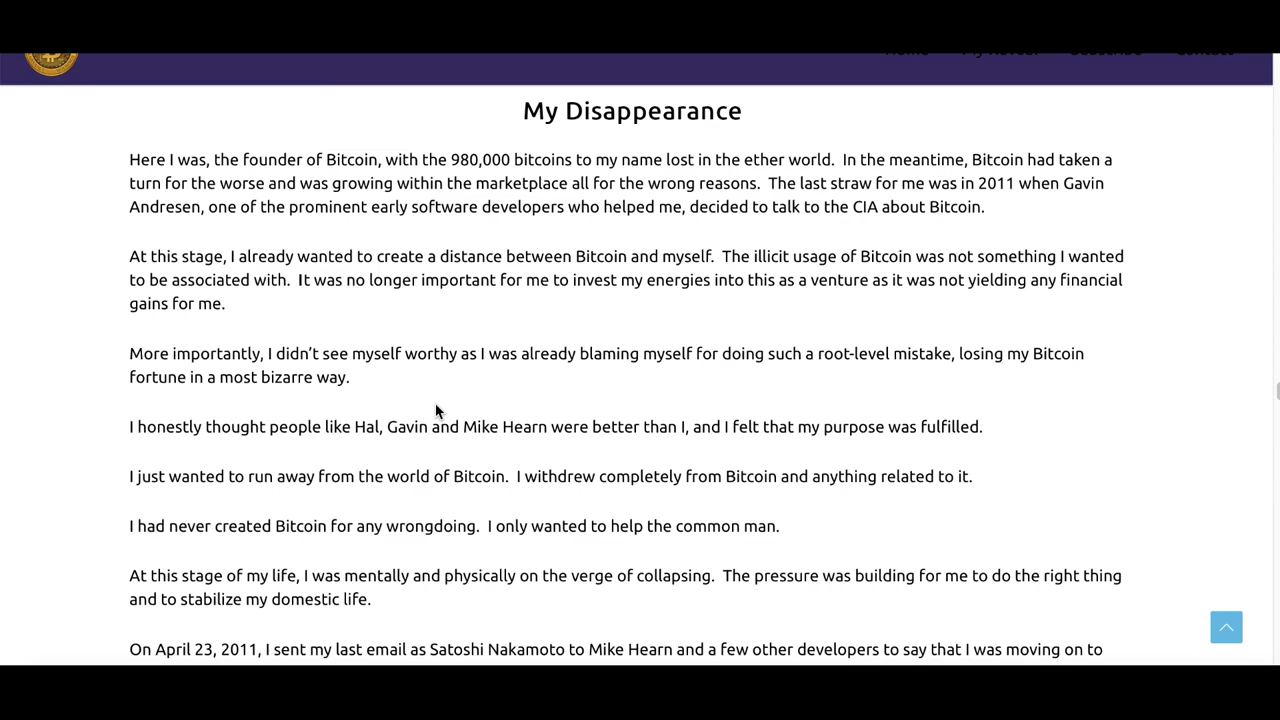 My Disappearance
Here I was, the founder of Bitcoin, with the 980,000 bitcoins to my name lost in the ether world.  In the meantime, Bitcoin had taken a
turn for the worse and was growing within the marketplace all for the wrong reasons.  The last straw for me was in 2011 when Gavin
Andresen, one of the prominent early software developers who helped me, decided to talk to the CIA about Bitcoin.
At this stage, I already wanted to create a distance between Bitcoin and myself.  The illicit usage of Bitcoin was not something I wanted
to be associated with.  It was no longer important for me to invest my energies into this as a venture as it was not yielding any financial
gains for me.
More importantly, I didn’t see myself worthy as I was already blaming myself for doing such a root-level mistake, losing my Bitcoin
fortune in a most bizarre way.
I honestly thought people like Hal, Gavin and Mike Hearn were better than I, and I felt that my purpose was fulfilled.
I just wanted to run away from the world of Bitcoin.  I withdrew completely from Bitcoin and anything related to it.
I had never created Bitcoin for any wrongdoing.  I only wanted to help the common man.
At this stage of my life, I was mentally and physically on the verge of collapsing.  The pressure was building for me to do the right thing
and to stabilize my domestic life.
On April 23, 2011, I sent my last email as Satoshi Nakamoto to Mike Hearn and a few other developers to say that I was moving on to